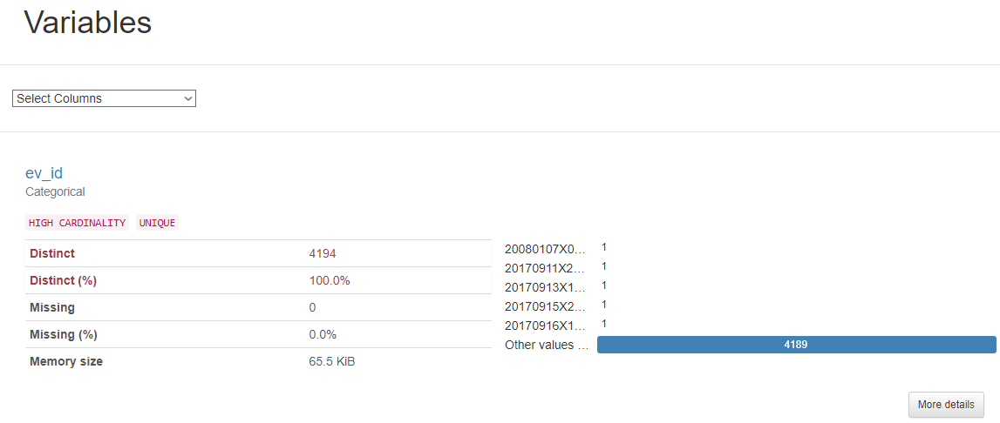 Variables
Select Columns
ev_id
Categorical
HIGH CARDINALITY UNIQUE
Distinct 4194
Distinct (%) 100.0%
Missing 0
Missing (%) 0.0%
Memory size 65.5 KiB
20080107X0... 1
20170911X2... 1
20170913X1... 1
20170915X2... 1
20170916X1... 1
Other values ... 4189
More details